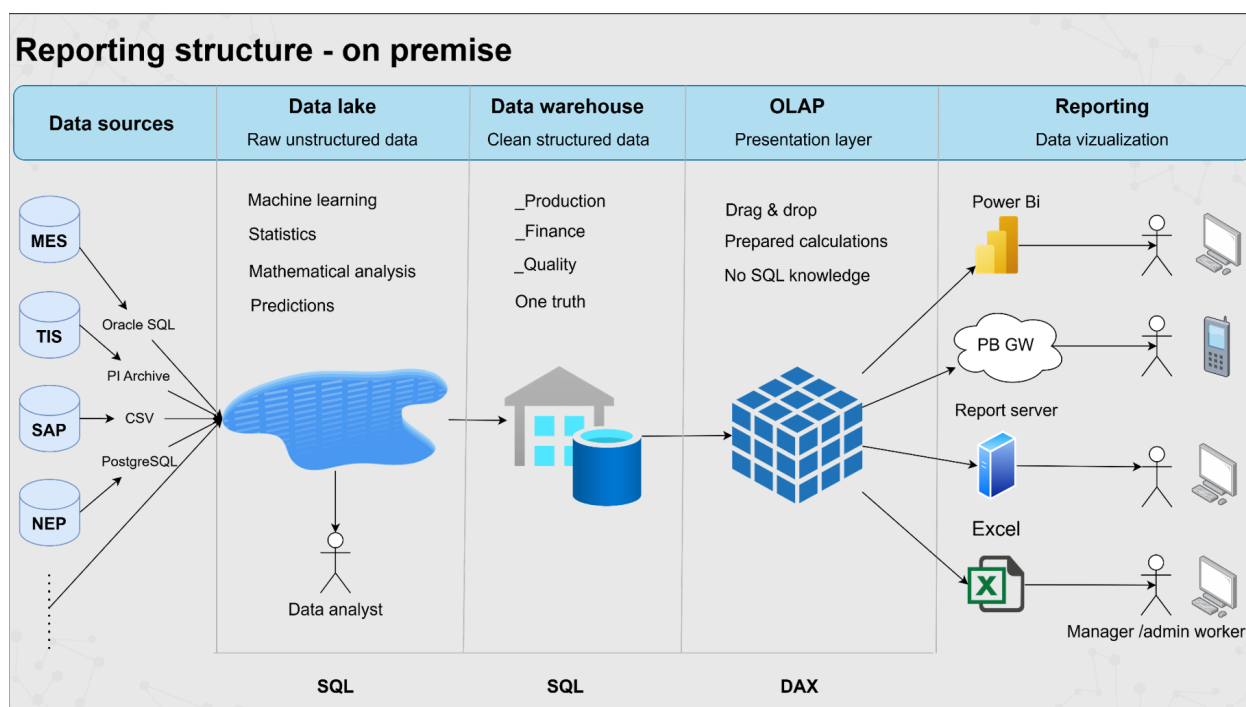 Reporting structure - on premise
Data sources
Data lake
Raw unstructured data
Data warehouse
Clean structured data
OLAP
Presentation layer
Reporting
Data vizualization
MES
TIS
SAP
NEP
Oracle SQL
PI Archive
CSV
PostgreSQL
Machine learning
Statistics
Mathematical analysis
Predictions
Data analyst
_Production
_Finance
_Quality
One truth
Drag & drop
Prepared calculations
No SQL knowledge
Power Bi
PB GW
Report server
Excel
X
Manager /admin worker
SQL
SQL
DAX